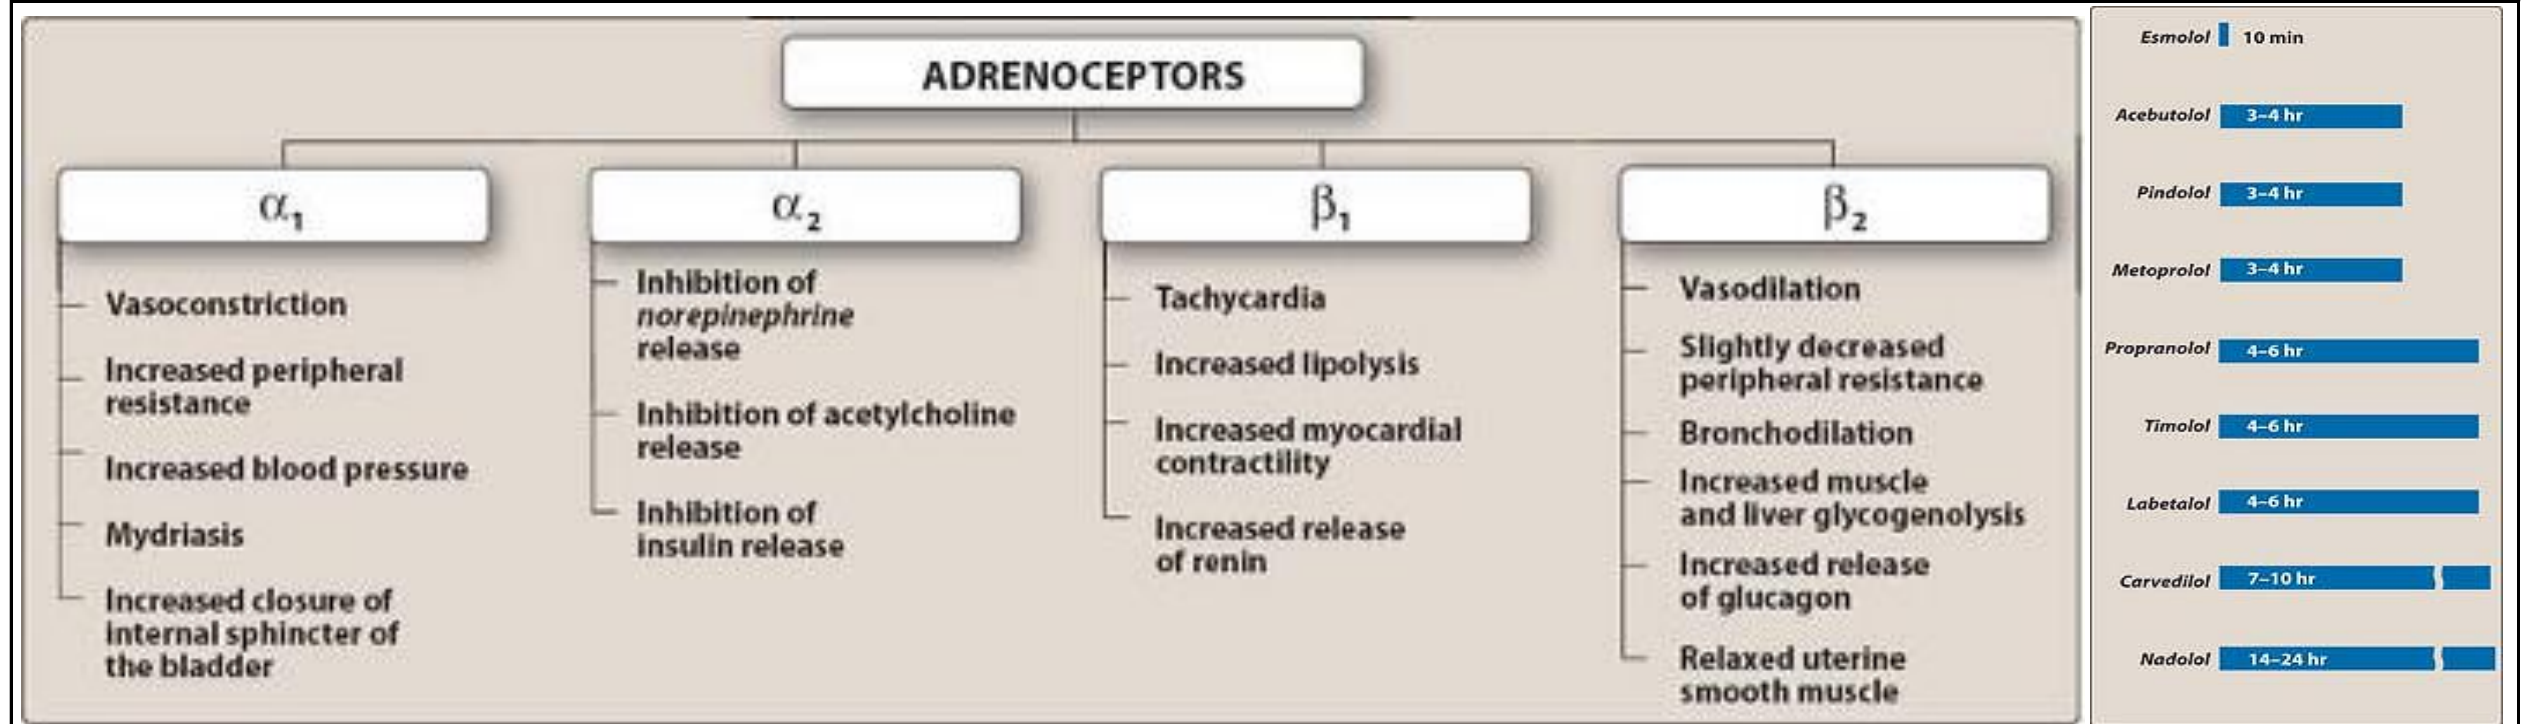 ADRENOCEPTORS
α1
Vasoconstriction
Increased peripheral
resistance
Increased blood pressure
Mydriasis
Increased closure of
internal sphincter of
the bladder
α2
Inhibition of
norepinephrine
release
Inhibition of acetylcholine
release
Inhibition of
insulin release
β1
Tachycardia
Increased lipolysis
Increased myocardial
contractility
Increased release
of renin
β2
Vasodilation
Slightly decreased
peripheral resistance
Bronchodilation
Increased muscle
and liver glycogenolysis
Increased release
of glucagon
Relaxed uterine
smooth muscle
Esmolol 10 min
Acebutolol 3–4 hr
Pindolol 3–4 hr
Metoprolol 3–4 hr
Propranolol 4–6 hr
Timolol 4–6 hr
Labetalol 4–6 hr
Carvedilol 7–10 hr
Nadolol 14–24 hr